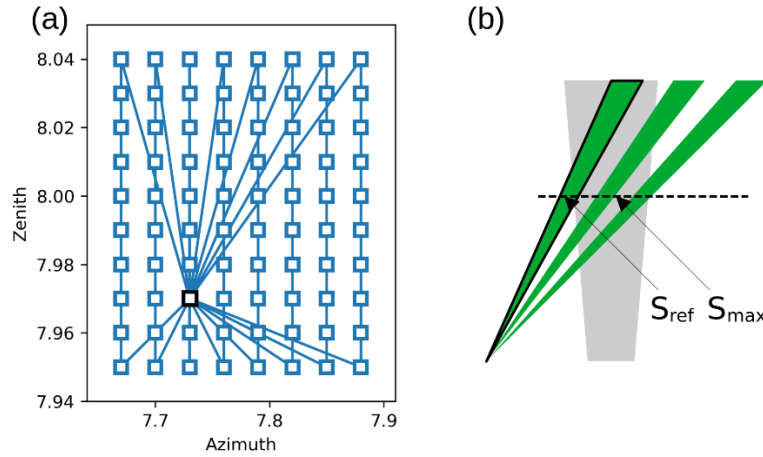 (a)
(b)
8.04
8.02
8.00
7.98
7.96
7.94
Zenith
7.7
7.8
7.9
Azimuth
Sref
Smax